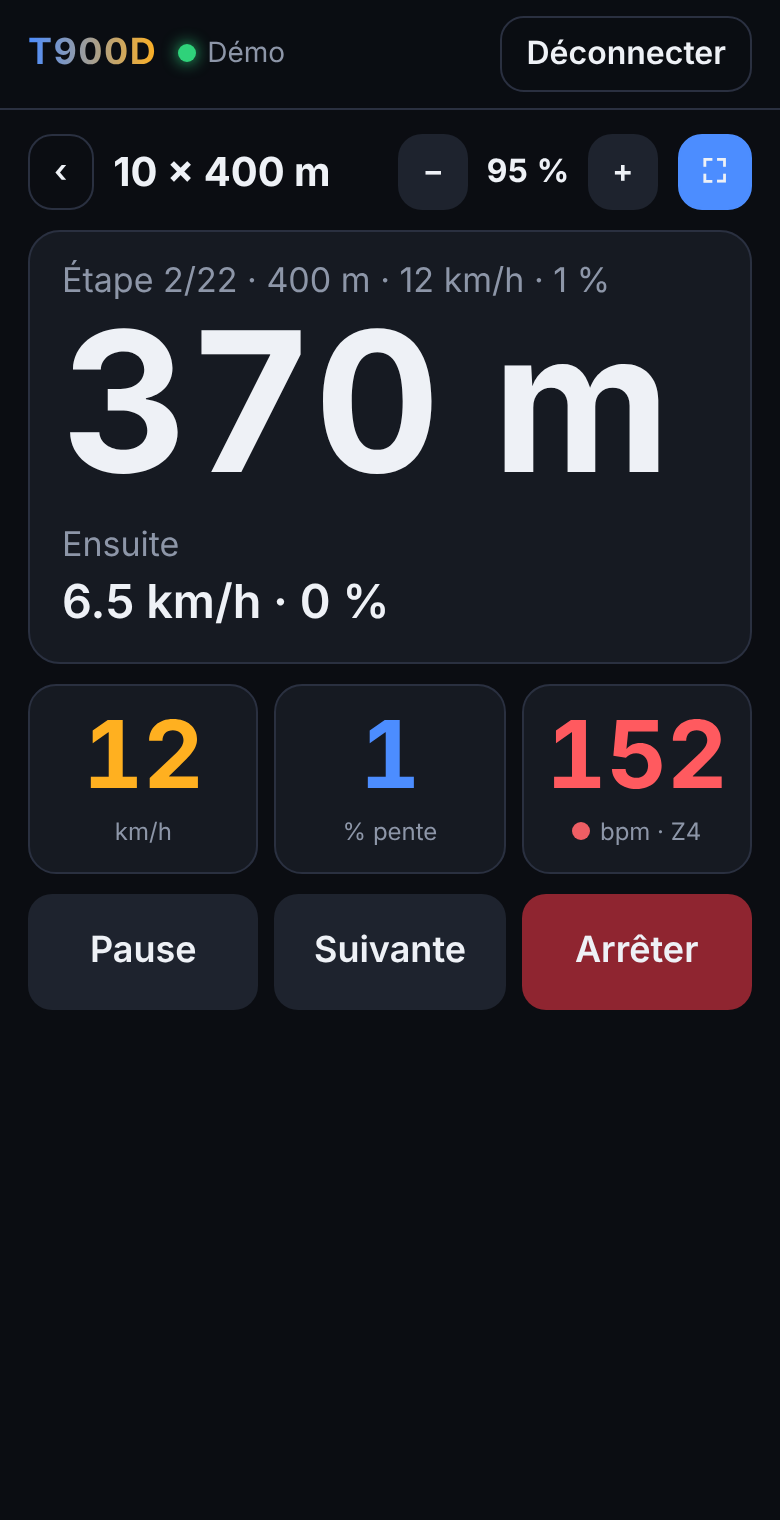 T900D Démo Déconnecter
‹ 10 × 400 m − 95 % +
Étape 2/22 · 400 m · 12 km/h · 1 %
370 m
Ensuite
6.5 km/h · 0 %
12 1 152
km/h % pente bpm · Z4
Pause Suivante Arrêter